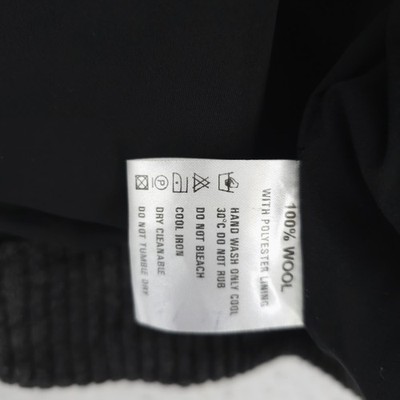 100% WOOL
WITH POLYESTER LINING
HAND WASH ONLY COOL
30°C DO NOT RUB
DO NOT BLEACH
COOL IRON
DRY CLEANABLE
DO NOT TUMBLE DRY